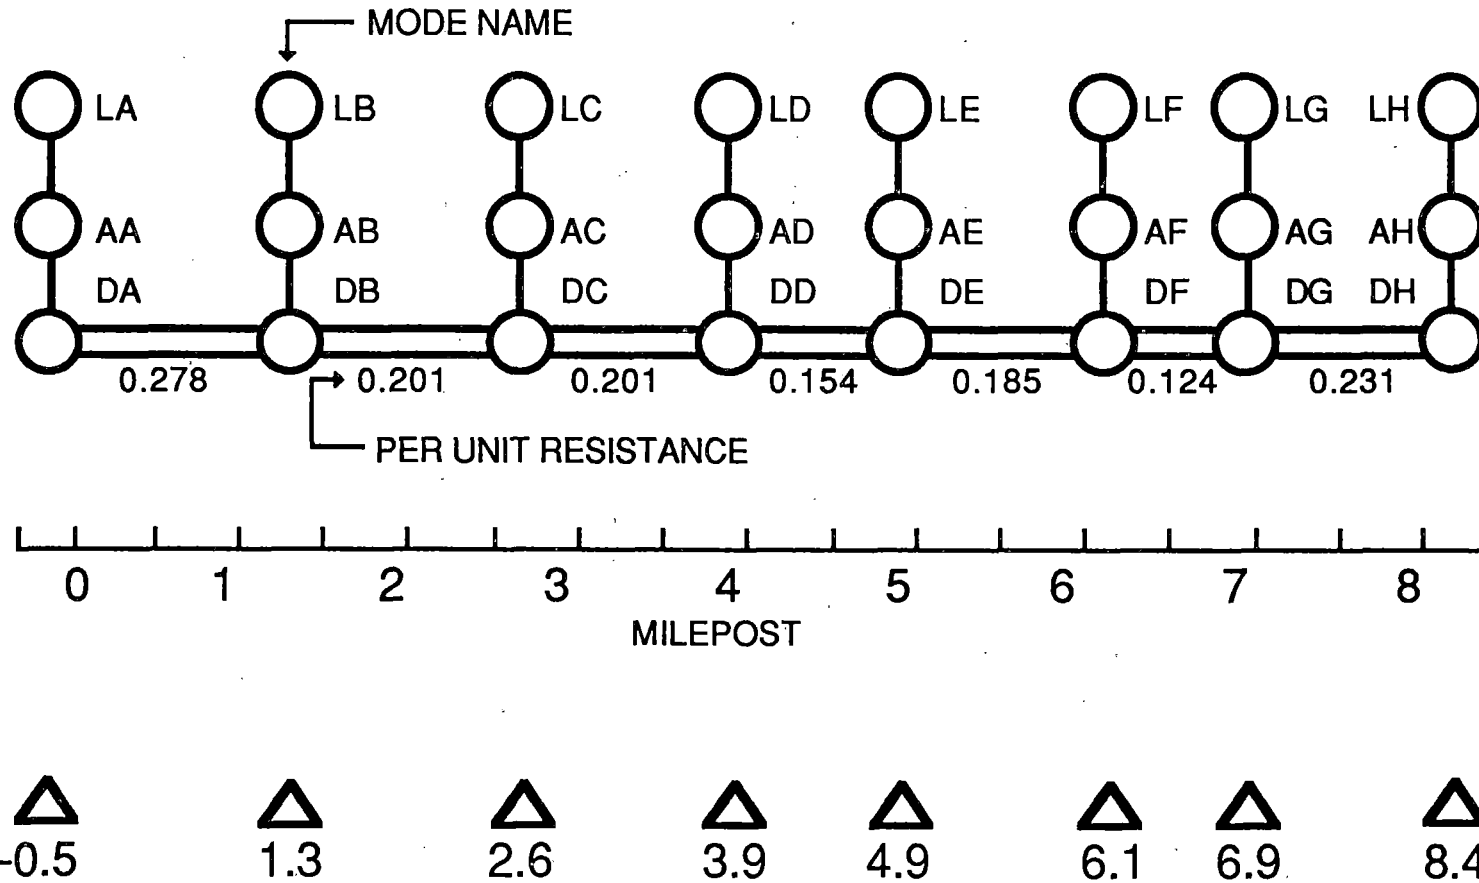 MODE NAME
LA LB LC LD LE LF LG LH
AA AB AC AD AE AF AG AH
DA DB DC DD DE DF DG DH
0.278 0.201 0.201 0.154 0.185 0.124 0.231
PER UNIT RESISTANCE
0 1 2 3 4 5 6 7 8
MILEPOST
-0.5 1.3 2.6 3.9 4.9 6.1 6.9 8.4